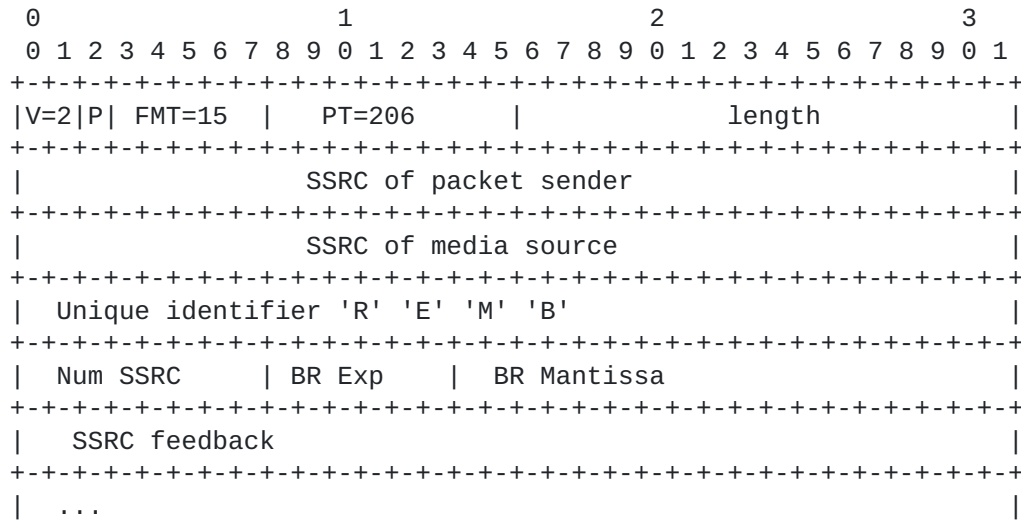 0                   1                   2                   3
 0 1 2 3 4 5 6 7 8 9 0 1 2 3 4 5 6 7 8 9 0 1 2 3 4 5 6 7 8 9 0 1
+-+-+-+-+-+-+-+-+-+-+-+-+-+-+-+-+-+-+-+-+-+-+-+-+-+-+-+-+-+-+-+-+
|V=2|P| FMT=15  |   PT=206      |             length            |
+-+-+-+-+-+-+-+-+-+-+-+-+-+-+-+-+-+-+-+-+-+-+-+-+-+-+-+-+-+-+-+-+
|                  SSRC of packet sender                        |
+-+-+-+-+-+-+-+-+-+-+-+-+-+-+-+-+-+-+-+-+-+-+-+-+-+-+-+-+-+-+-+-+
|                  SSRC of media source                         |
+-+-+-+-+-+-+-+-+-+-+-+-+-+-+-+-+-+-+-+-+-+-+-+-+-+-+-+-+-+-+-+-+
|  Unique identifier 'R' 'E' 'M' 'B'                            |
+-+-+-+-+-+-+-+-+-+-+-+-+-+-+-+-+-+-+-+-+-+-+-+-+-+-+-+-+-+-+-+-+
|  Num SSRC     | BR Exp    |  BR Mantissa                      |
+-+-+-+-+-+-+-+-+-+-+-+-+-+-+-+-+-+-+-+-+-+-+-+-+-+-+-+-+-+-+-+-+
|   SSRC feedback                                               |
+-+-+-+-+-+-+-+-+-+-+-+-+-+-+-+-+-+-+-+-+-+-+-+-+-+-+-+-+-+-+-+-+
|  ...                                                          |